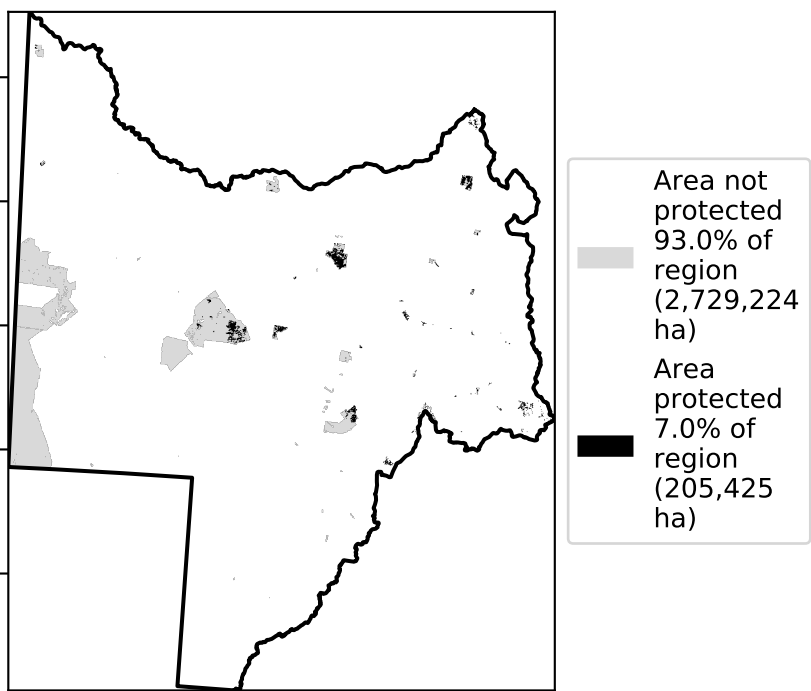 Area not
protected
93.0% of
region
(2,729,224
ha)
Area
protected
7.0% of
region
(205,425
ha)